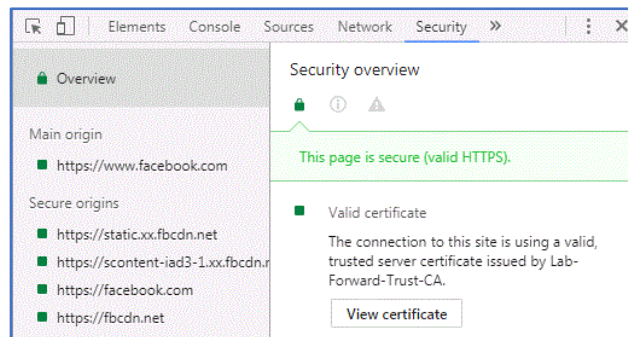 Elements Console Sources Network Security »
Overview
Main origin
https://www.facebook.com
Secure origins
https://static.xx.fbcdn.net
https://scontent-iad3-1.xx.fbcdn.r
https://facebook.com
https://fbcdn.net
Security overview
This page is secure (valid HTTPS).
Valid certificate
The connection to this site is using a valid,
trusted server certificate issued by Lab-
Forward-Trust-CA.
View certificate